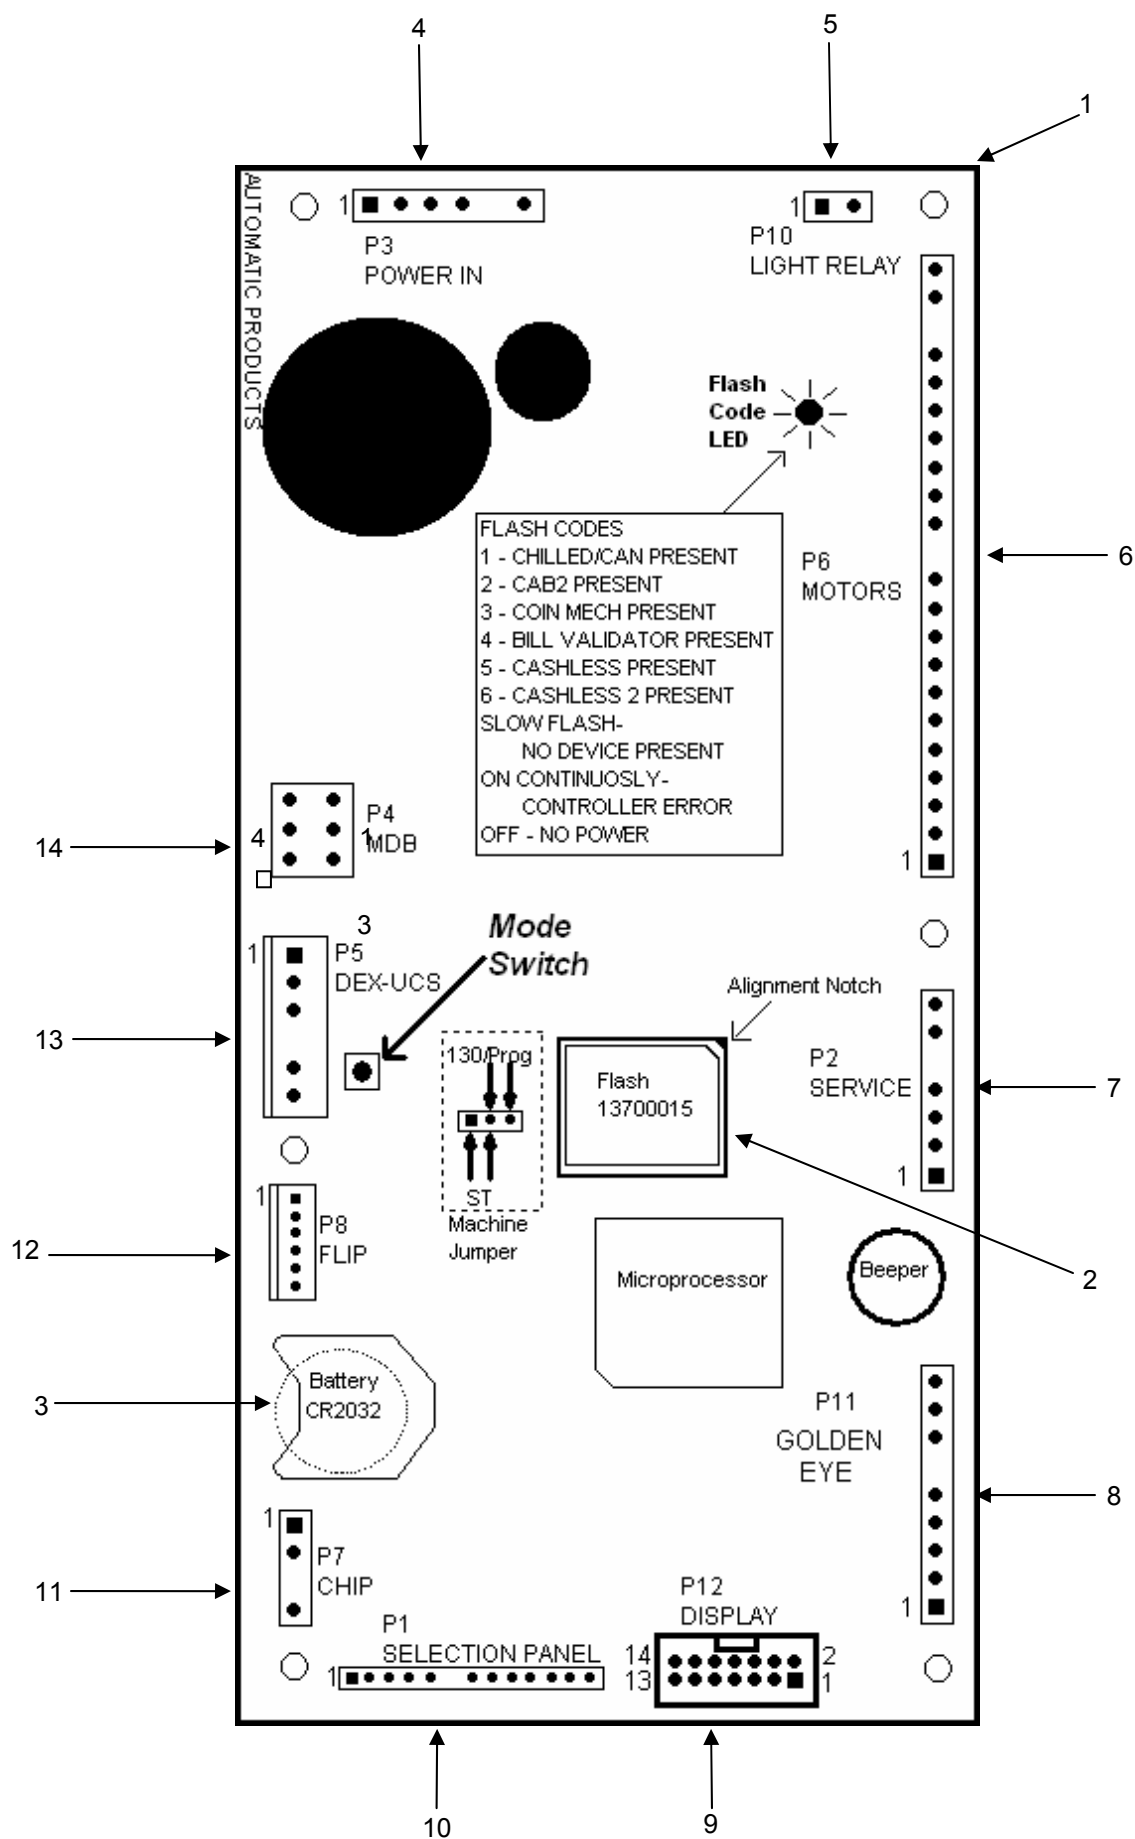 4
5
1
AUTOMATIC PRODUCTS
1
P3
POWER IN
1
P10
LIGHT RELAY
Flash
Code
LED
FLASH CODES
1 - CHILLED/CAN PRESENT
2 - CAB2 PRESENT
3 - COIN MECH PRESENT
4 - BILL VALIDATOR PRESENT
5 - CASHLESS PRESENT
6 - CASHLESS 2 PRESENT
SLOW FLASH-
NO DEVICE PRESENT
ON CONTINUOSLY-
CONTROLLER ERROR
OFF - NO POWER
P6
MOTORS
1
6
14
4
1
P4
MDB
3
1
P5
DEX-UCS
13
Mode
Switch
130/Prog
ST
Machine
Jumper
Alignment Notch
Flash
13700015
P2
SERVICE
1
7
2
12
1
P8
FLIP
Microprocessor
Beeper
3
Battery
CR2032
P11
GOLDEN
EYE
1
8
11
1
P7
CHIP
P1
SELECTION PANEL
1
P12
DISPLAY
14
2
13
1
10
9